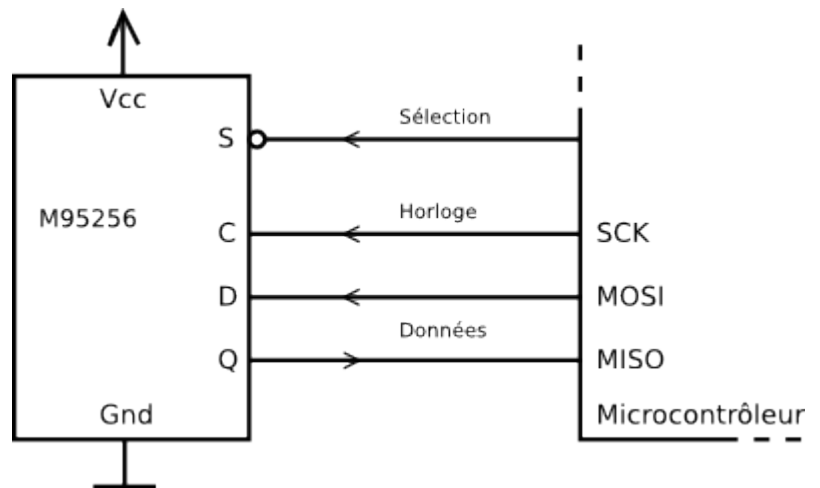 Vcc
S
Sélection
M95256
Horloge
C
SCK
D
MOSI
Données
Q
MISO
Gnd
Microcontrôleur